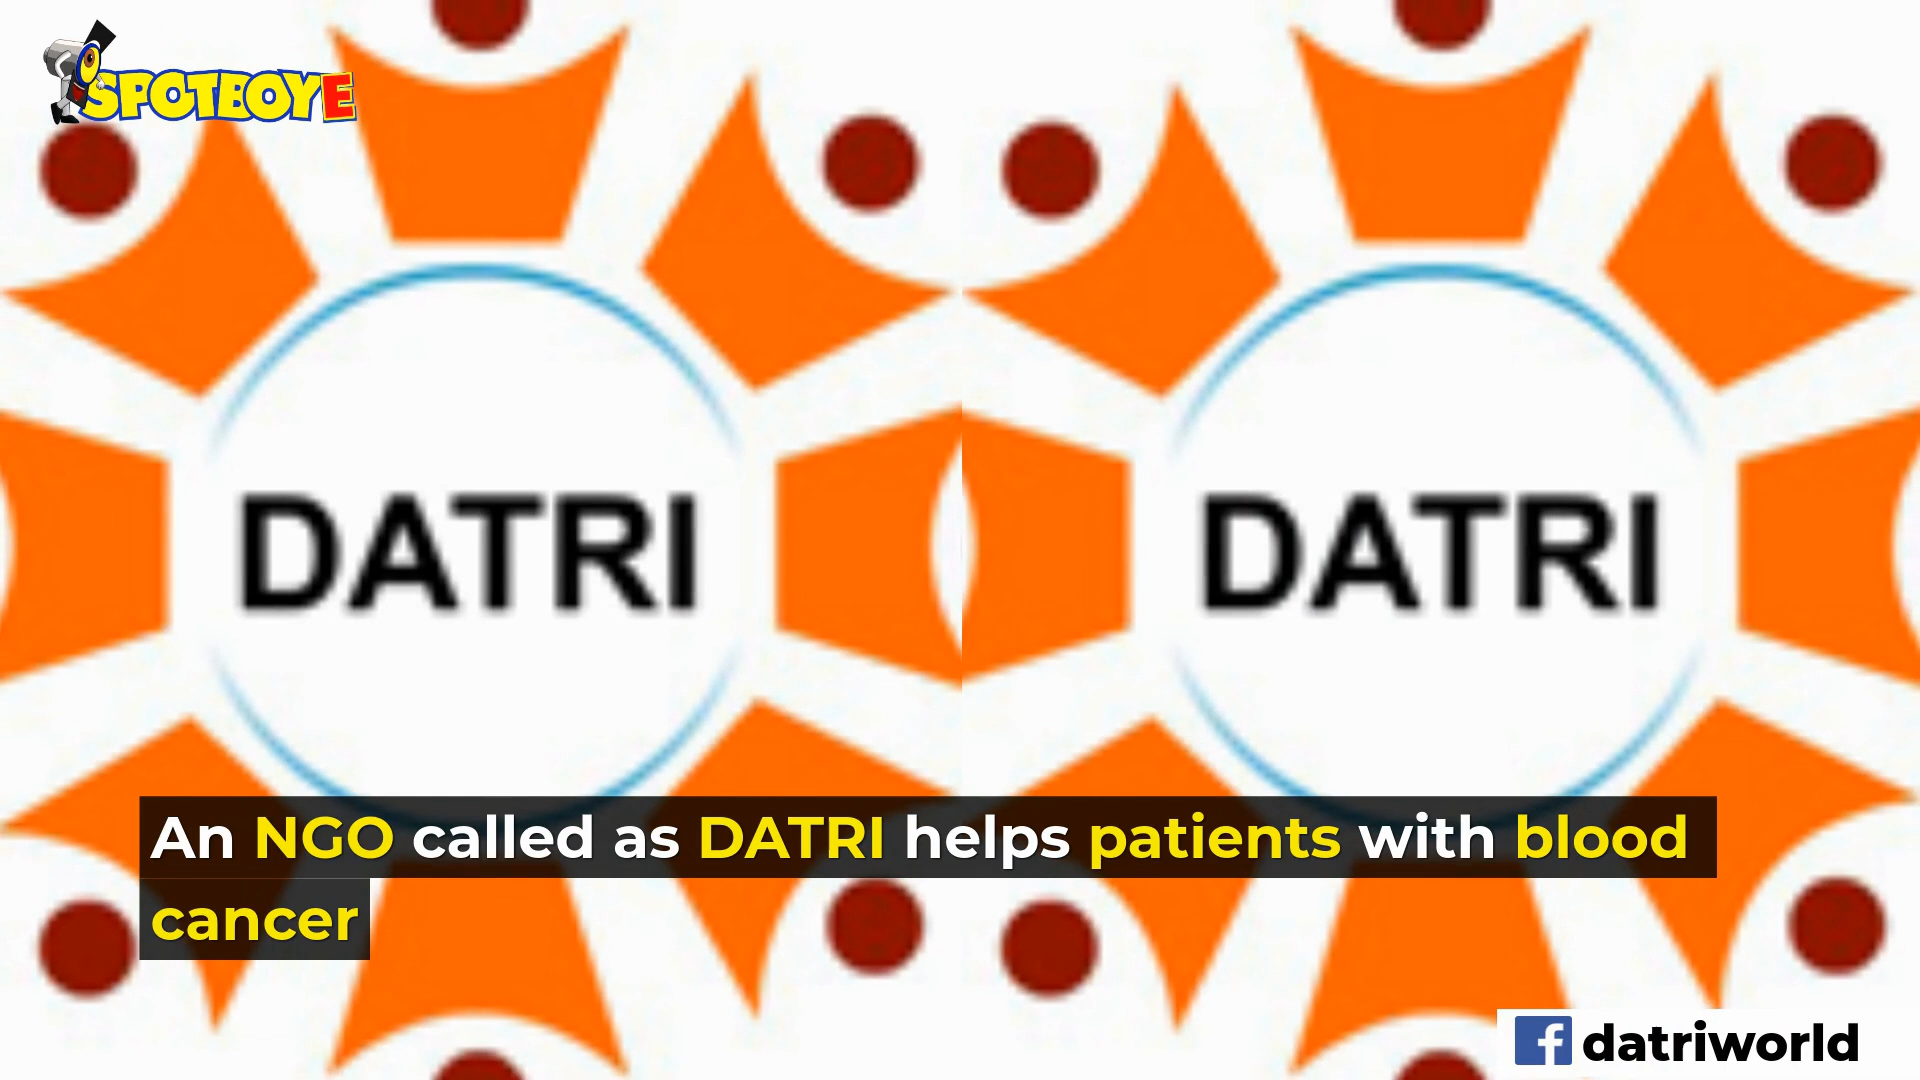 SPOTBOYE
DATRI DATRI
An NGO called as DATRI helps patients with blood
cancer
datriworld